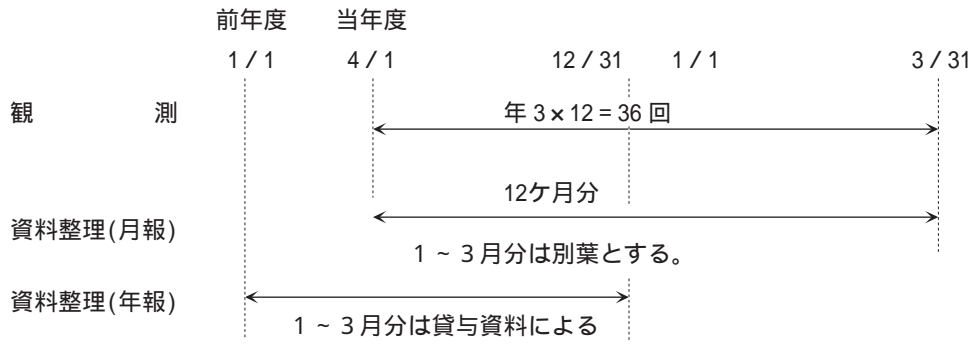 前年度 当年度
1/1 4/1 12/31 1/1 3/31
観 測 年3×12=36回
12ケ月分
資料整理(月報)
1~3月分は別葉とする。
資料整理(年報)
1~3月分は貸与資料による